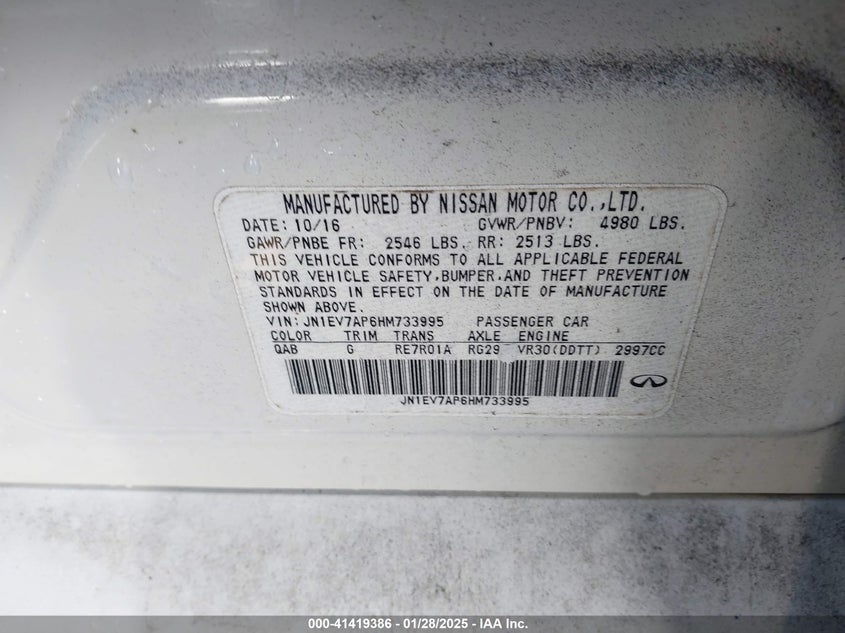 MANUFACTURED BY NISSAN MOTOR CO.,LTD.
DATE: 10/16 GVWR/PNBV: 4980 LBS.
GAWR/PNBE FR: 2546 LBS. RR: 2513 LBS.
THIS VEHICLE CONFORMS TO ALL APPLICABLE FEDERAL
MOTOR VEHICLE SAFETY,BUMPER,AND THEFT PREVENTION
STANDARDS IN EFFECT ON THE DATE OF MANUFACTURE
SHOWN ABOVE.
VIN: JN1EV7AP6HM733995 PASSENGER CAR
COLOR TRIM TRANS AXLE ENGINE
QAB G RE7R01A RG29 VR30(DDTT) 2997CC
JN1EV7AP6HM733995
000-41419386 - 01/28/2025 - IAA Inc.